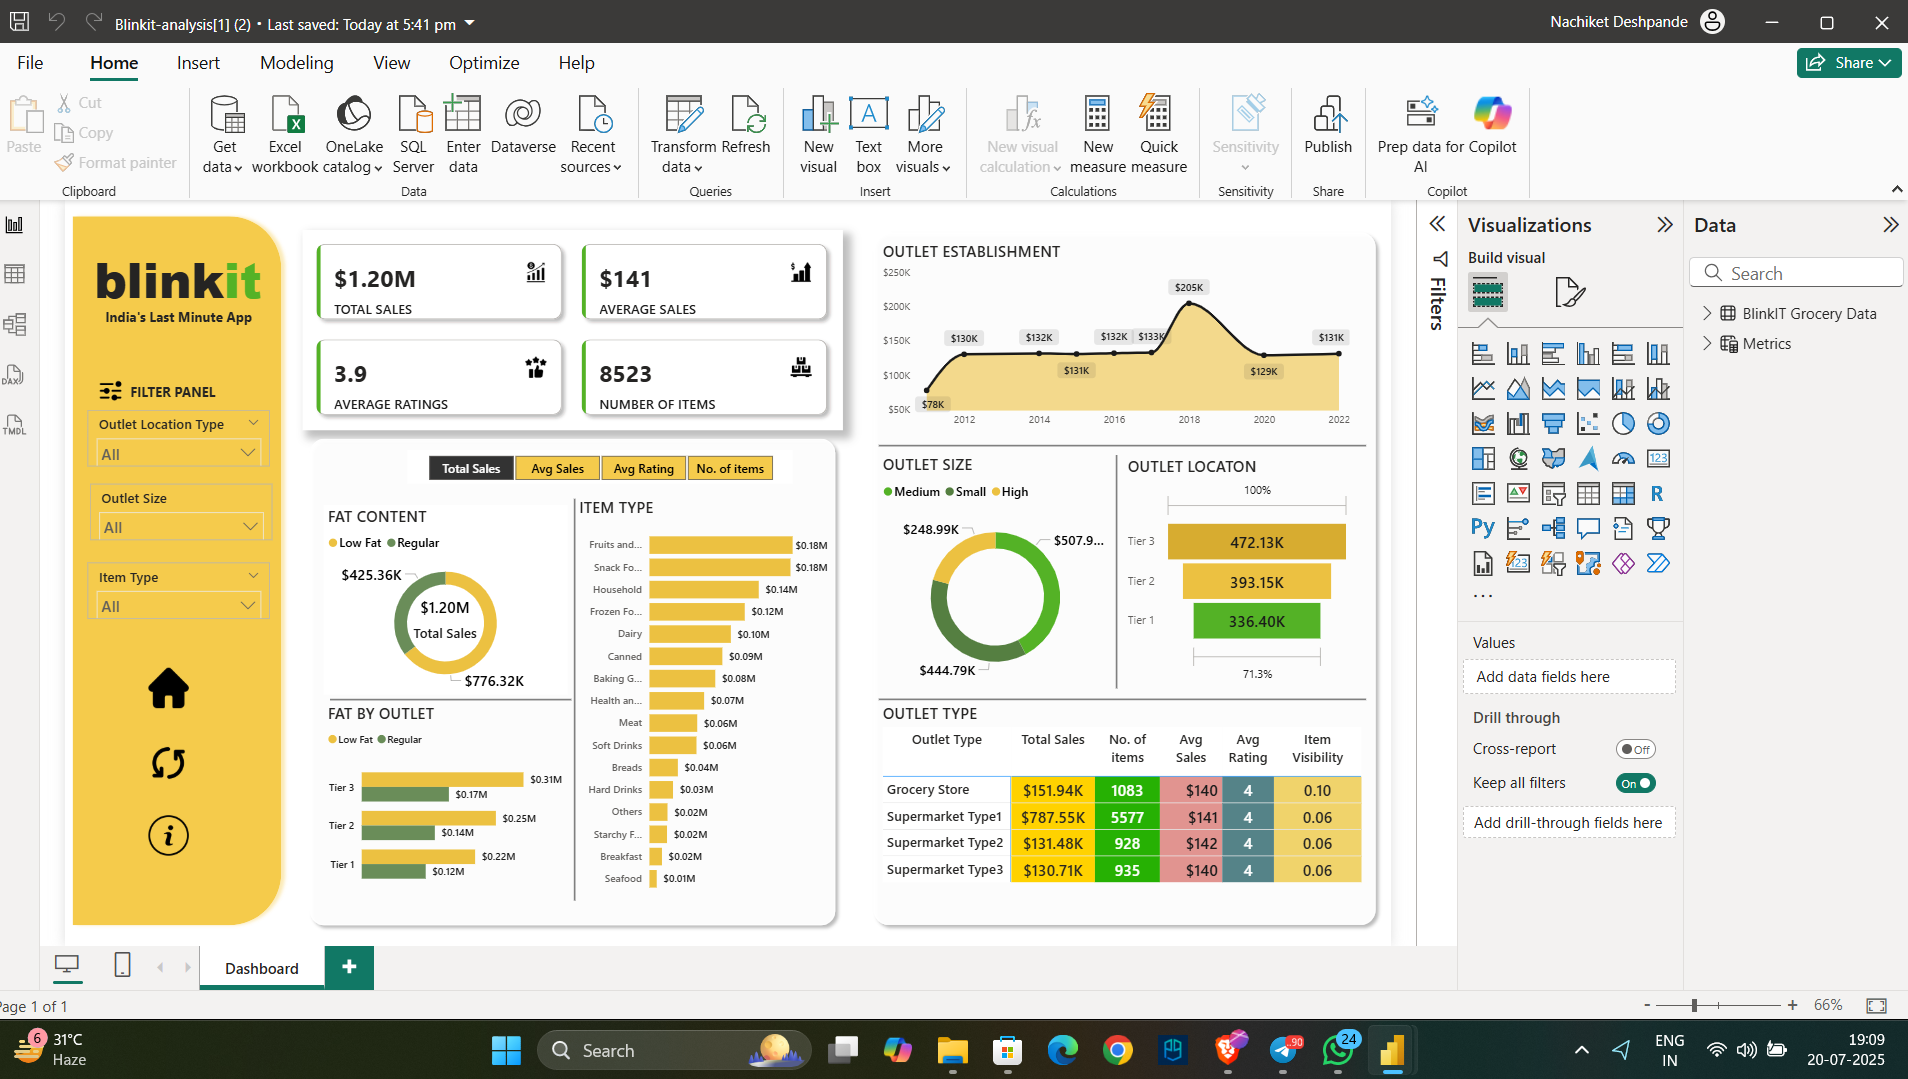 Blinkit-analysis[1] (2) • Last saved: Today at 5:41 pm
Nachiket Deshpande
File
Home
Insert
Modeling
View
Optimize
Help
Share
Paste
Cut
Copy
Format painter
Clipboard
Get data
Excel workbook
OneLake catalog
SQL Server
Enter data
Dataverse
Recent sources
Data
Transform data
Refresh
Queries
New visual
Text box
More visuals
Insert
New visual calculation
New measure
Quick measure
Calculations
Sensitivity
Sensitivity
Publish
Share
Prep data for AI
Copilot
Copilot
DAX
TMDL
blinkit
India's Last Minute App
FILTER PANEL
Outlet Location Type
All
Outlet Size
All
Item Type
All
$1.20M
TOTAL SALES
$141
AVERAGE SALES
3.9
AVERAGE RATINGS
8523
NUMBER OF ITEMS
Total Sales
Avg Sales
Avg Rating
No. of items
FAT CONTENT
Low Fat
Regular
$425.36K
$1.20M
Total Sales
$776.32K
FAT BY OUTLET
Low Fat
Regular
Tier 3
$0.31M
$0.17M
Tier 2
$0.25M
$0.14M
Tier 1
$0.22M
$0.12M
ITEM TYPE
Fruits and... $0.18M
Snack Fo... $0.18M
Household $0.14M
Frozen Fo... $0.12M
Dairy $0.10M
Canned $0.09M
Baking G... $0.08M
Health an... $0.07M
Meat $0.06M
Soft Drinks $0.06M
Breads $0.04M
Hard Drinks $0.03M
Others $0.02M
Starchy F... $0.02M
Breakfast $0.02M
Seafood $0.01M
OUTLET ESTABLISHMENT
$250K
$200K
$150K
$100K
$50K
$78K
$130K
$132K
$131K
$132K
$133K
$205K
$129K
$131K
2012
2014
2016
2018
2020
2022
OUTLET SIZE
Medium
Small
High
$248.99K
$507.9...
$444.79K
OUTLET LOCATON
100%
Tier 3 472.13K
Tier 2 393.15K
Tier 1 336.40K
71.3%
OUTLET TYPE
Outlet Type Total Sales No. of items Avg Sales Avg Rating Item Visibility
Grocery Store $151.94K 1083 $140 4 0.10
Supermarket Type1 $787.55K 5577 $141 4 0.06
Supermarket Type2 $131.48K 928 $142 4 0.06
Supermarket Type3 $130.71K 935 $140 4 0.06
Filters
Visualizations
Build visual
123
R
Py
123
...
Values
Add data fields here
Drill through
Cross-report
Off
Keep all filters
On
Add drill-through fields here
Data
Search
BlinkIT Grocery Data
Metrics
Dashboard
+
Page 1 of 1
- + 66%
6
31°C
Haze
Search
.90
24
ENG
IN
19:09
20-07-2025